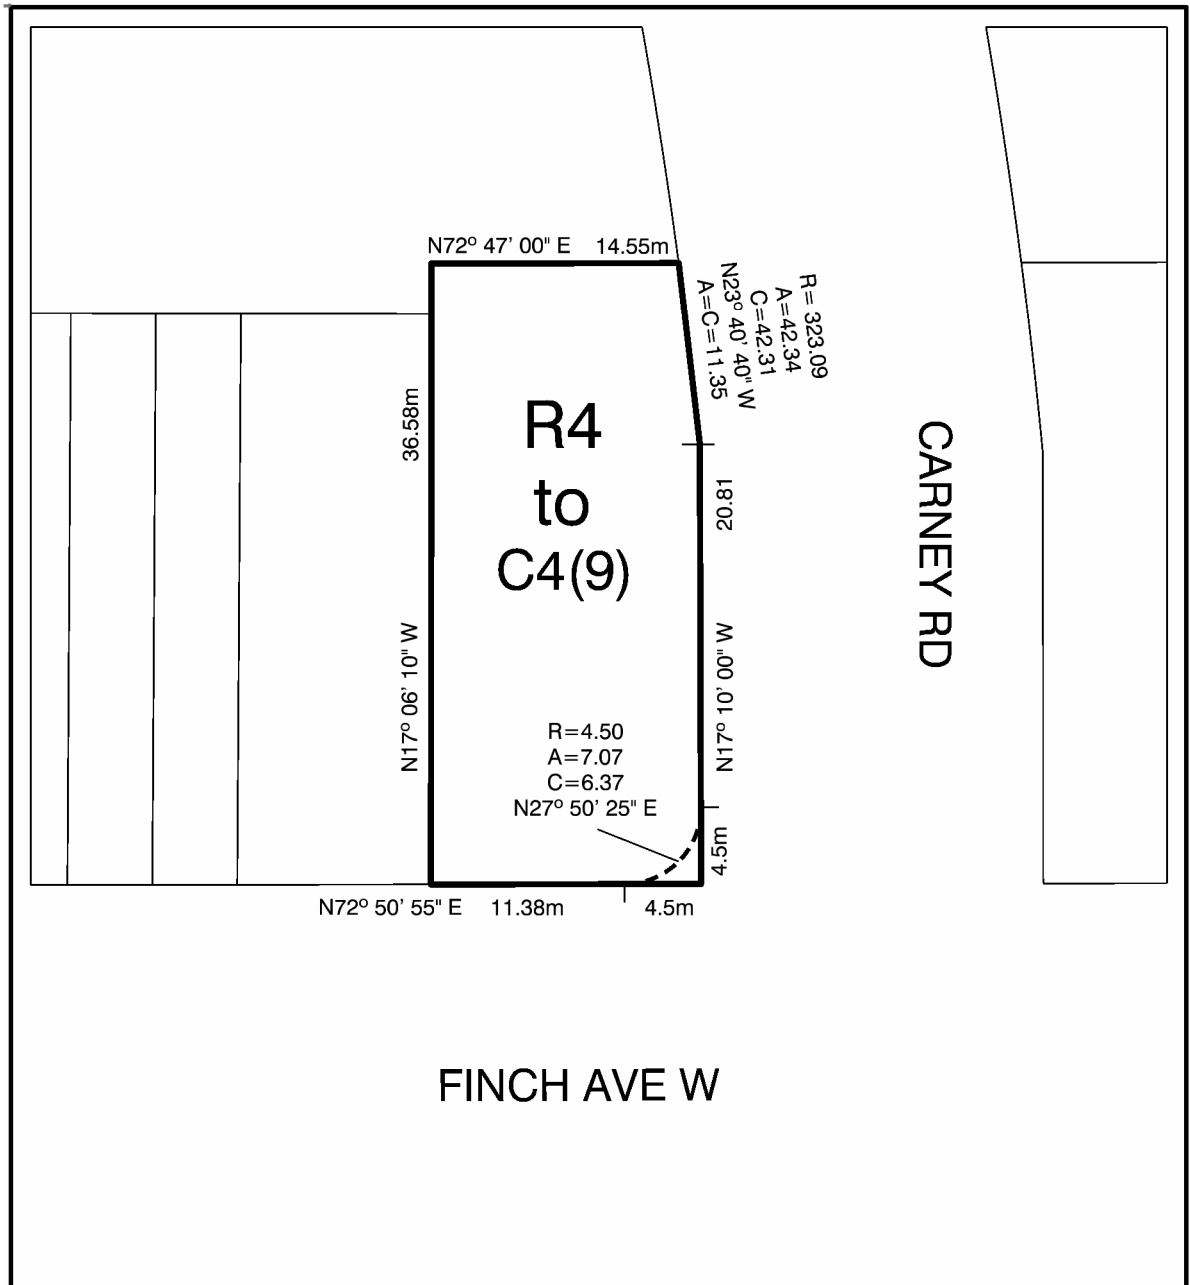 N72° 47' 00" E 14.55m
R= 323.09
A=42.34
C=42.31
N23° 40' 40" W
A=C=11.35
36.58m
R4
to
C4(9)
20.81
CARNEY RD
N17° 06' 10" W
N17° 10' 00" W
R=4.50
A=7.07
C=6.37
N27° 50' 25" E
4.5m
N72° 50' 55" E 11.38m 4.5m
FINCH AVE W